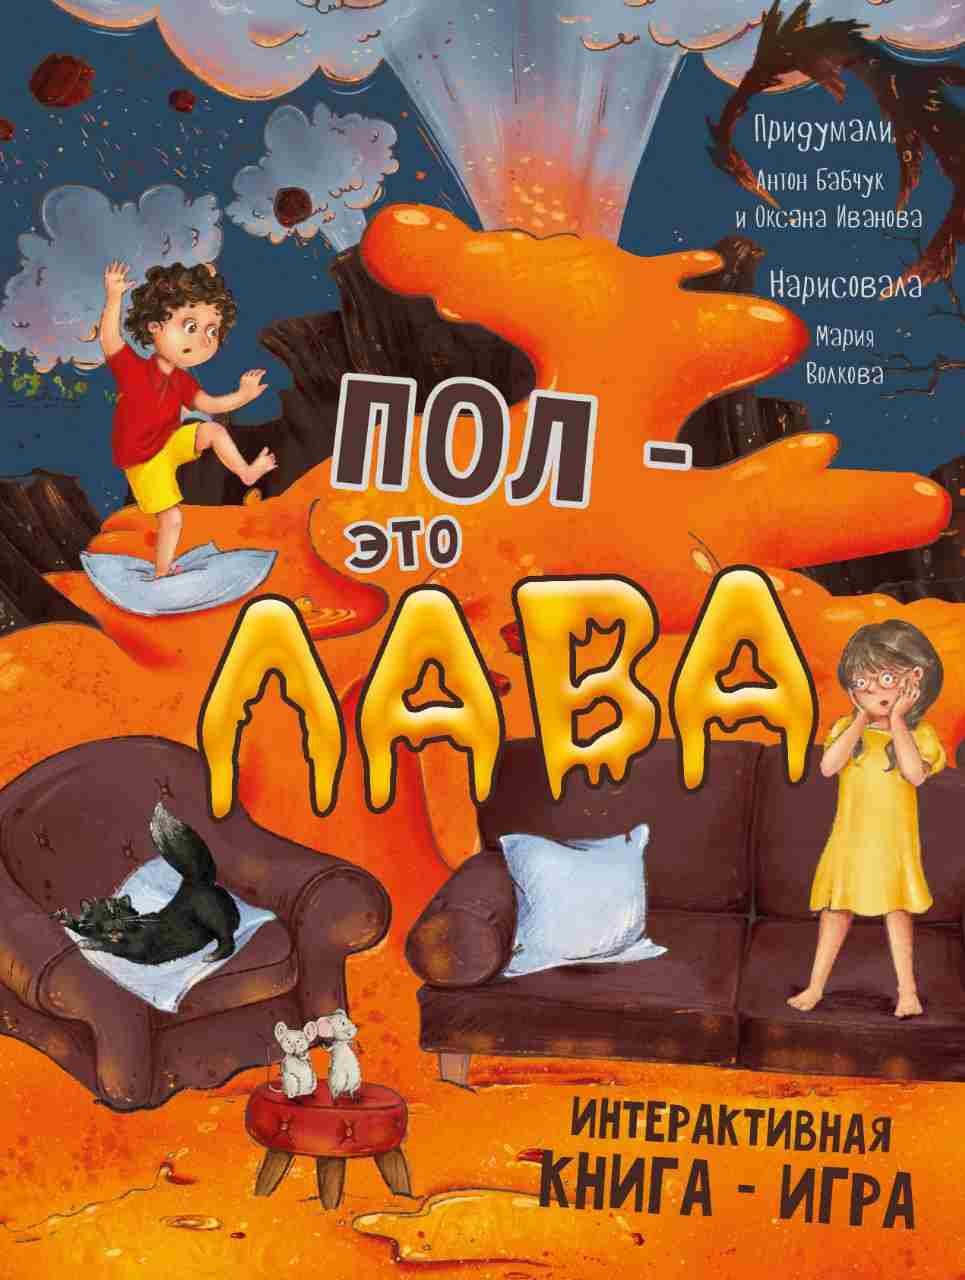 Придумали
Антон Бабчук
и Оксана Иванова
Нарисовала
Мария
Волкова
ПОЛ -
ЭТО
ЛАВА
ИНТЕРАКТИВНАЯ
КНИГА - ИГРА